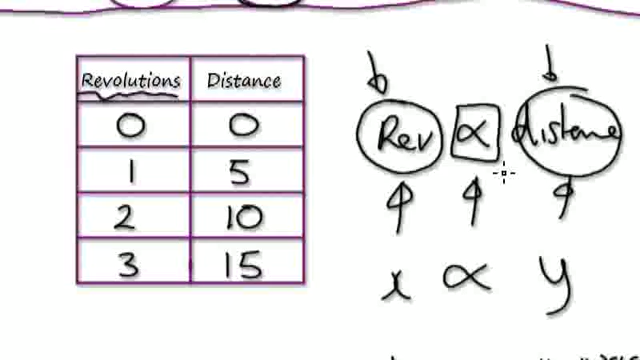 Revolutions Distance
0 0
1 5
2 10
3 15
Rev ∝ distance
x ∝ y